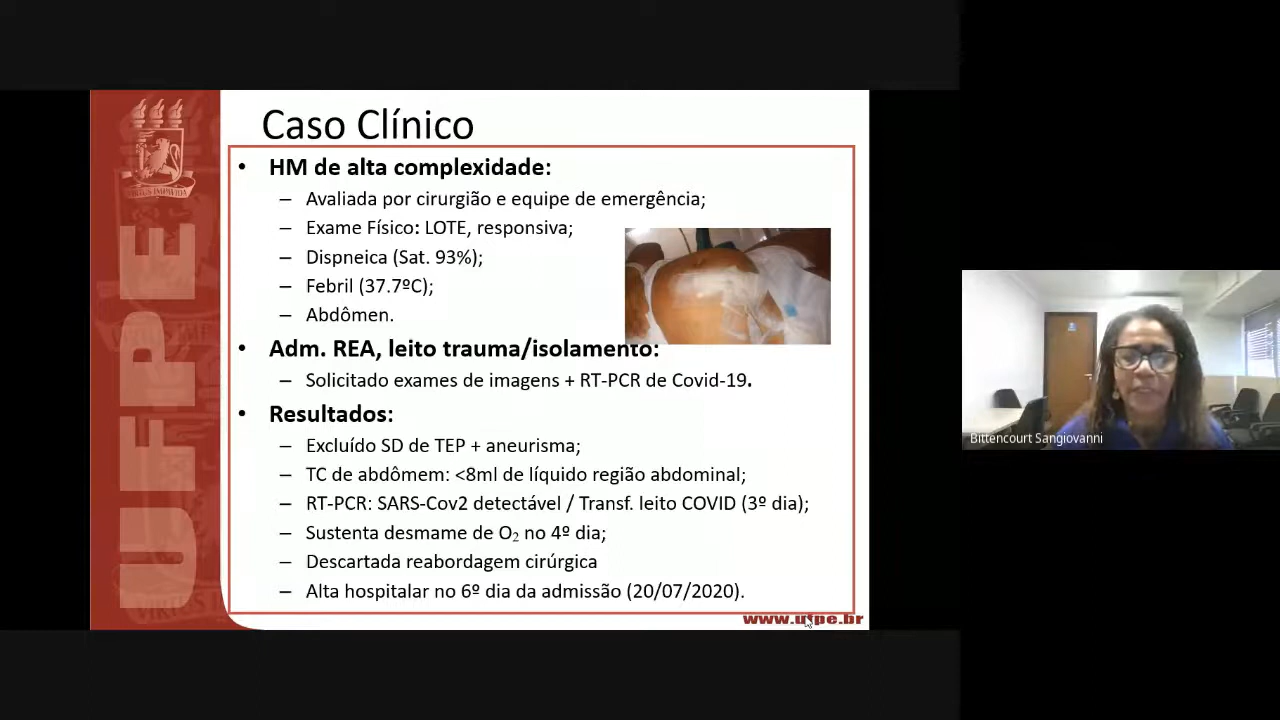 Caso Clínico
• HM de alta complexidade:
– Avaliada por cirurgião e equipe de emergência;
– Exame Físico: LOTE, responsiva;
– Dispneica (Sat. 93%);
– Febril (37.7ºC);
– Abdômen.
• Adm. REA, leito trauma/isolamento:
– Solicitado exames de imagens + RT-PCR de Covid-19.
• Resultados:
– Excluído SD de TEP + aneurisma;
– TC de abdômem: <8ml de líquido região abdominal;
– RT-PCR: SARS-Cov2 detectável / Transf. leito COVID (3º dia);
– Sustenta desmame de O₂ no 4º dia;
– Descartada reabordagem cirúrgica
– Alta hospitalar no 6º dia da admissão (20/07/2020).
www.ufpe.br
UFPE
VIRTUS IMPAVIDA
Bittencourt Sangiovanni